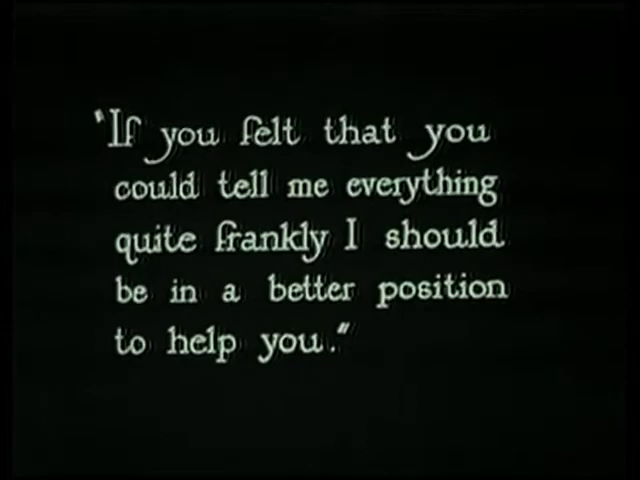 "If you felt that you
could tell me everything
quite frankly I should
be in a better position
to help you."